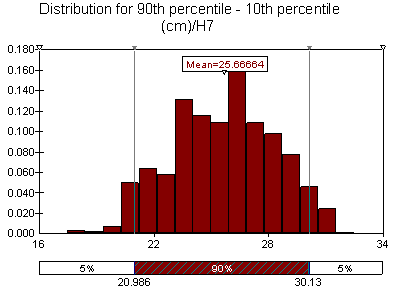 Distribution for 90th percentile - 10th percentile
(cm)/H7
0.180
Mean=25.66664
0.160
0.140
0.120
0.100
0.080
0.060
0.040
0.020
0.000
16 22 28 34
5% 90% 5%
20.986 30.13